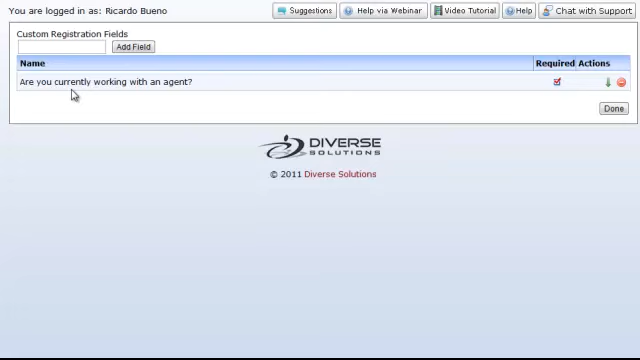 You are logged in as: Ricardo Bueno
Suggestions
Help via Webinar
Video Tutorial
Help
Chat with Support
Custom Registration Fields
Add Field
Name Required Actions
Are you currently working with an agent?
Done
DIVERSE
SOLUTIONS
© 2011 Diverse Solutions